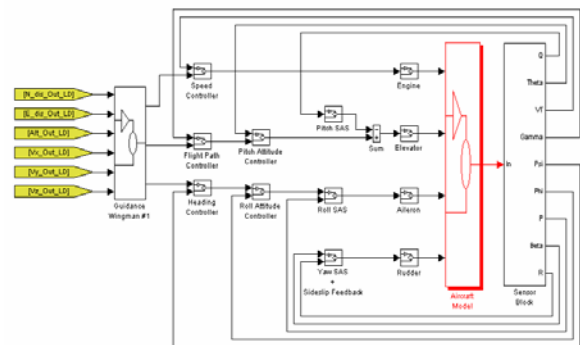 [N_dis_Out_LD]
[E_dis_Out_LD]
[Alt_Out_LD]
[Vx_Out_LD]
[Vy_Out_LD]
[Vz_Out_LD]
Guidance
Wingman #1
Speed
Controller
Flight Path
Controller
Heading
Controller
Pitch Attitude
Controller
Roll Attitude
Controller
Pitch SAS
Roll SAS
Yaw SAS
+
Sideslip Feedback
Sum
Engine
Elevator
Aileron
Rudder
Aircraft
Model
In
Q
Theta
VT
Gamma
Psi
Phi
P
Beta
R
Sensor
Block